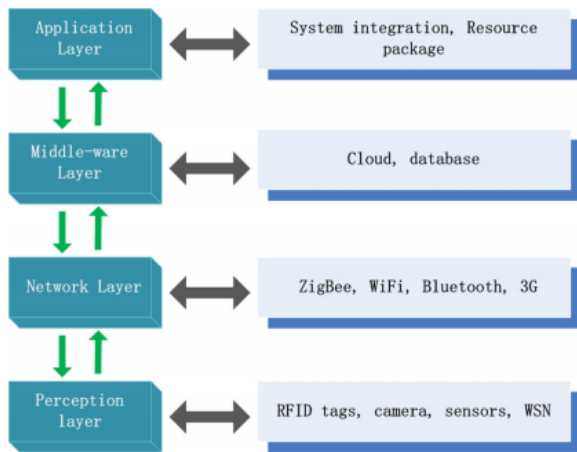 Application
Layer
System integration, Resource
package
Middle-ware
Layer
Cloud, database
Network Layer
ZigBee, WiFi, Bluetooth, 3G
Perception
layer
RFID tags, camera, sensors, WSN